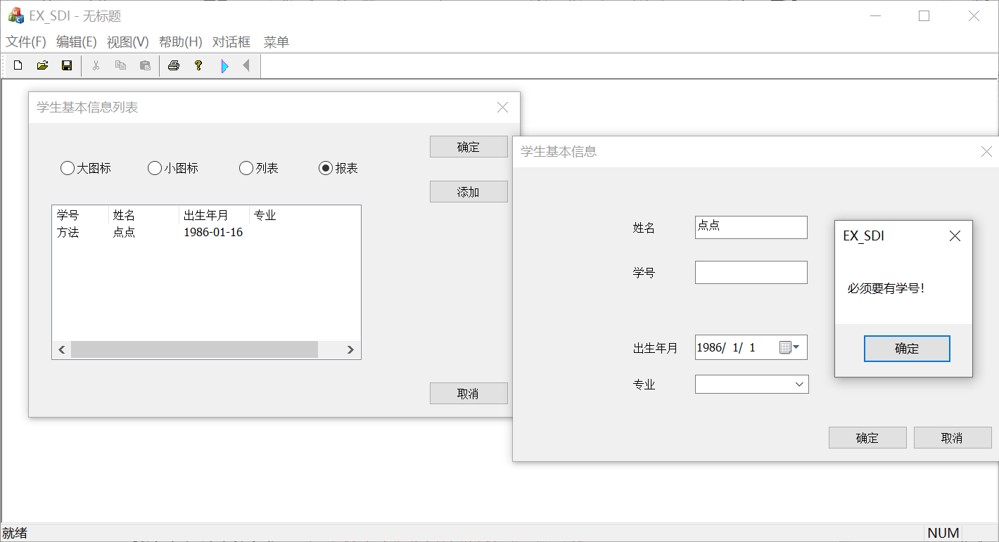 EX_SDI - 无标题
文件(F) 编辑(E) 视图(V) 帮助(H) 对话框 菜单
学生基本信息列表
确定
大图标 小图标 列表 报表
添加
学号 姓名 出生年月 专业
方法 点点 1986-01-16
取消
学生基本信息
姓名 点点
学号
出生年月 1986/ 1/ 1
专业
确定 取消
EX_SDI
必须要有学号!
确定
就绪 NUM